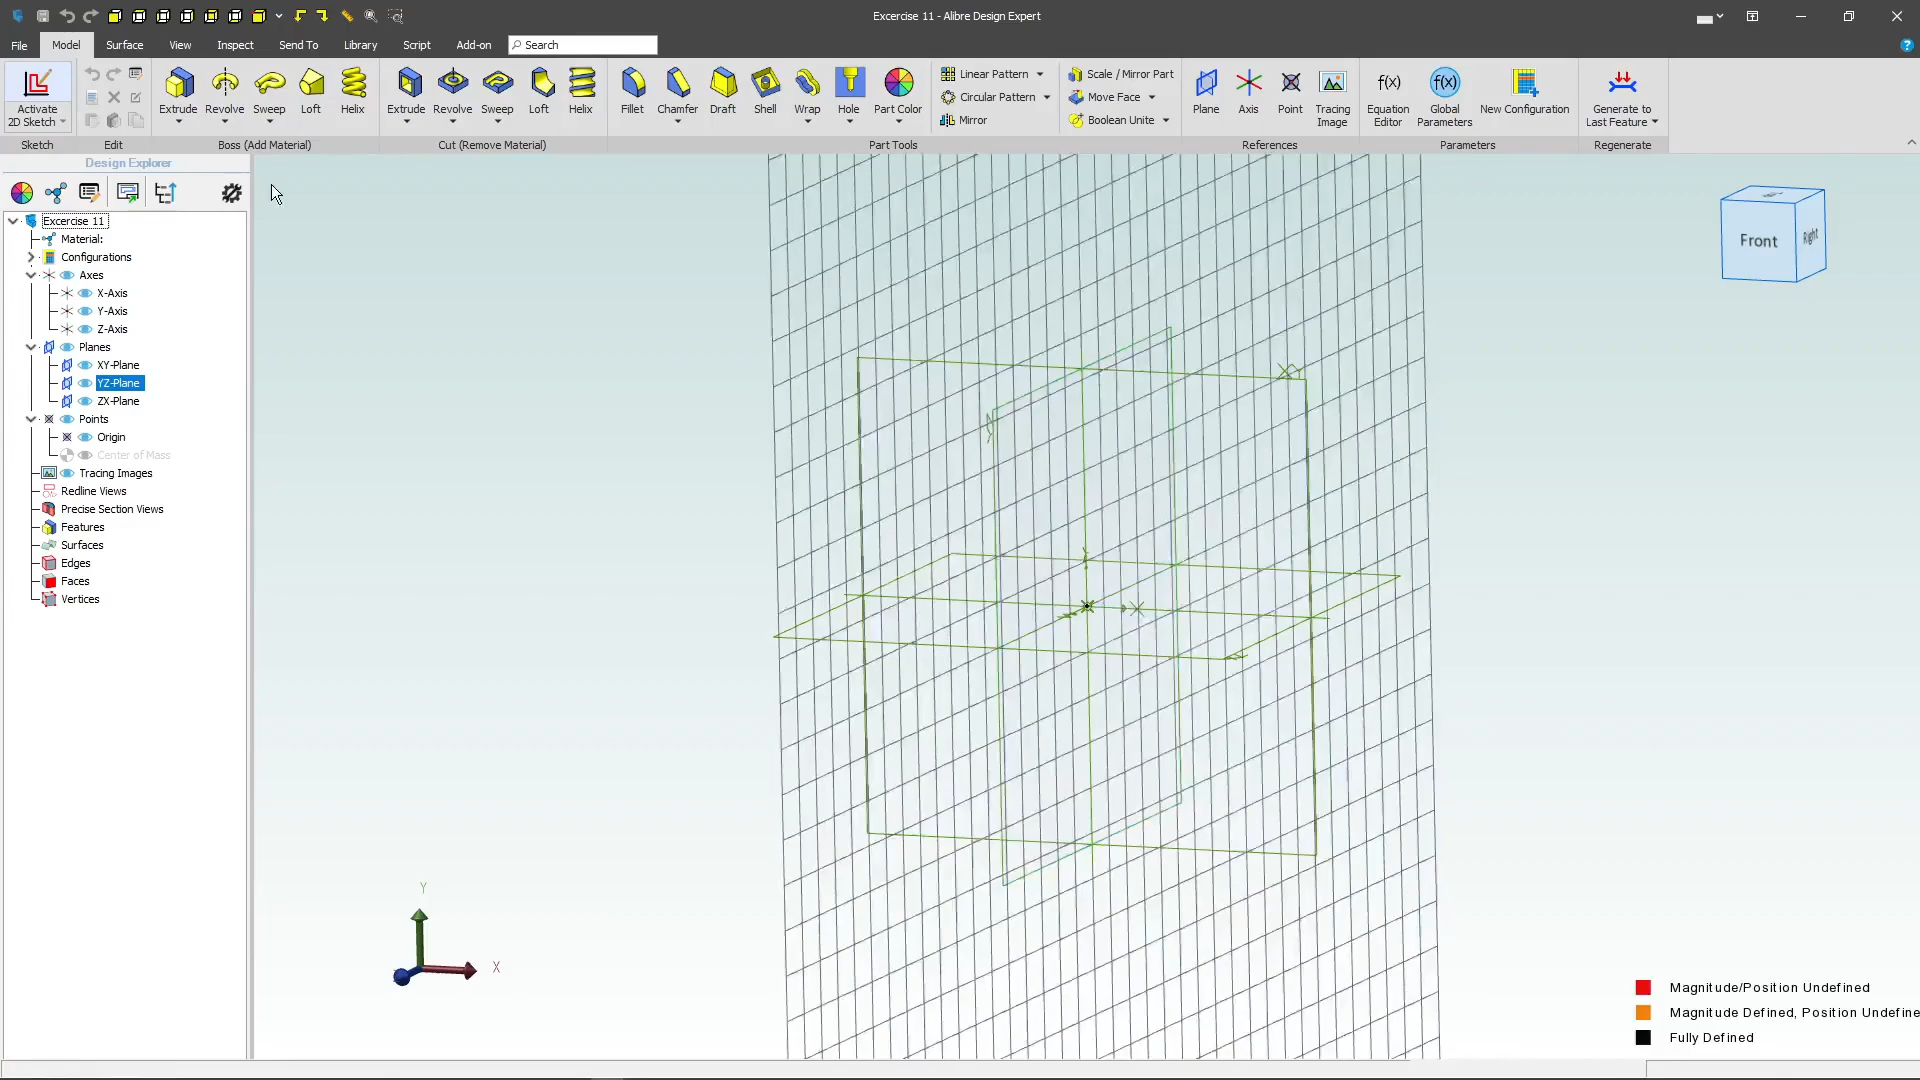 Excercise 11 - Alibre Design Expert
File Model Surface View Inspect Send To Library Script Add-on Search
Activate 2D Sketch
Extrude Revolve Sweep Loft Helix
Extrude Revolve Sweep Loft Helix
Fillet Chamfer Draft Shell Wrap Hole Part Color
Linear Pattern
Circular Pattern
Mirror
Scale / Mirror Part
Move Face
Boolean Unite
Plane Axis Point Tracing Image
f(x) Equation Editor
f(x) Global Parameters
New Configuration
Generate to Last Feature
Sketch Edit Boss (Add Material) Cut (Remove Material) Part Tools References Parameters Regenerate
Design Explorer
Excercise 11
Material:
Configurations
Axes
X-Axis
Y-Axis
Z-Axis
Planes
XY-Plane
YZ-Plane
ZX-Plane
Points
Origin
Center of Mass
Tracing Images
Redline Views
Precise Section Views
Features
Surfaces
Edges
Faces
Vertices
Front Right
Y
X
Magnitude/Position Undefined
Magnitude Defined, Position Undefine
Fully Defined